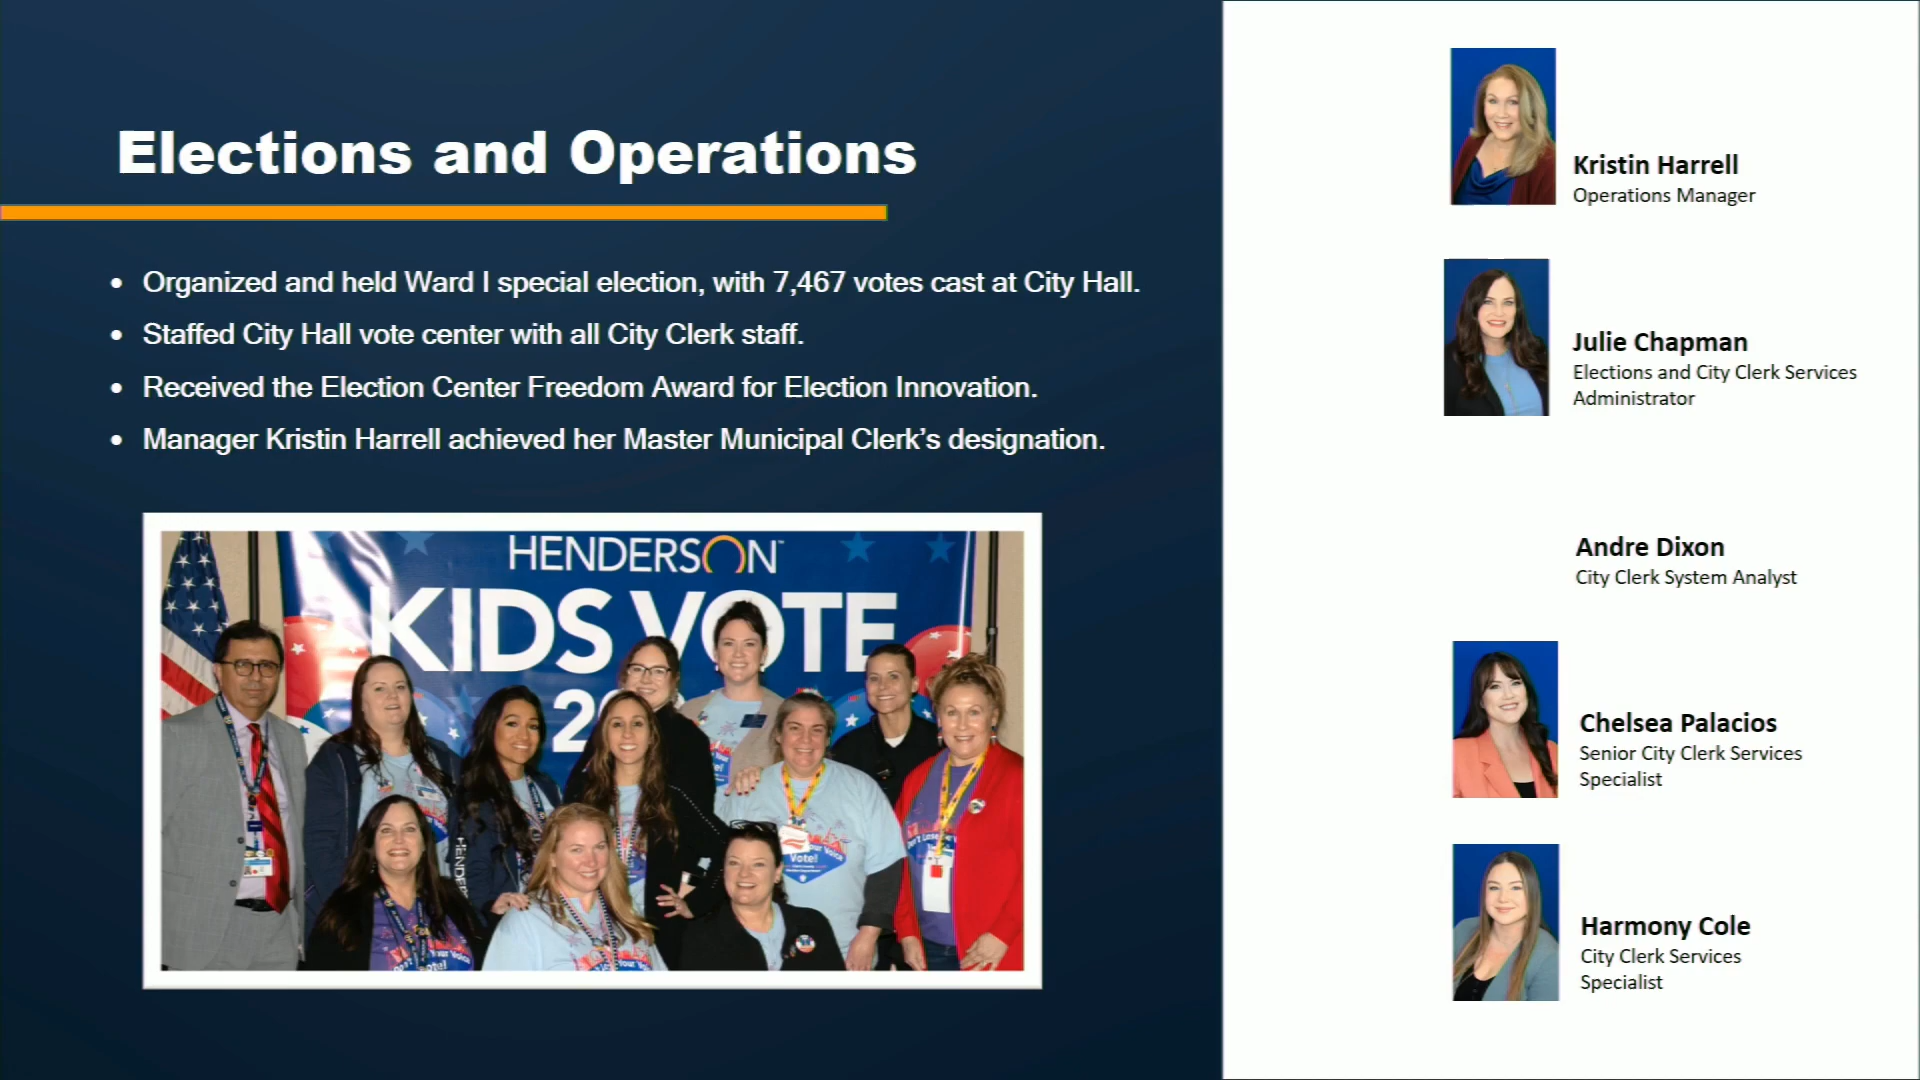 Elections and Operations
• Organized and held Ward I special election, with 7,467 votes cast at City Hall.
• Staffed City Hall vote center with all City Clerk staff.
• Received the Election Center Freedom Award for Election Innovation.
• Manager Kristin Harrell achieved her Master Municipal Clerk’s designation.
HENDERSON™
KIDS VOTE
Vote!
Kristin Harrell
Operations Manager
Julie Chapman
Elections and City Clerk Services
Administrator
Andre Dixon
City Clerk System Analyst
Chelsea Palacios
Senior City Clerk Services
Specialist
Harmony Cole
City Clerk Services
Specialist